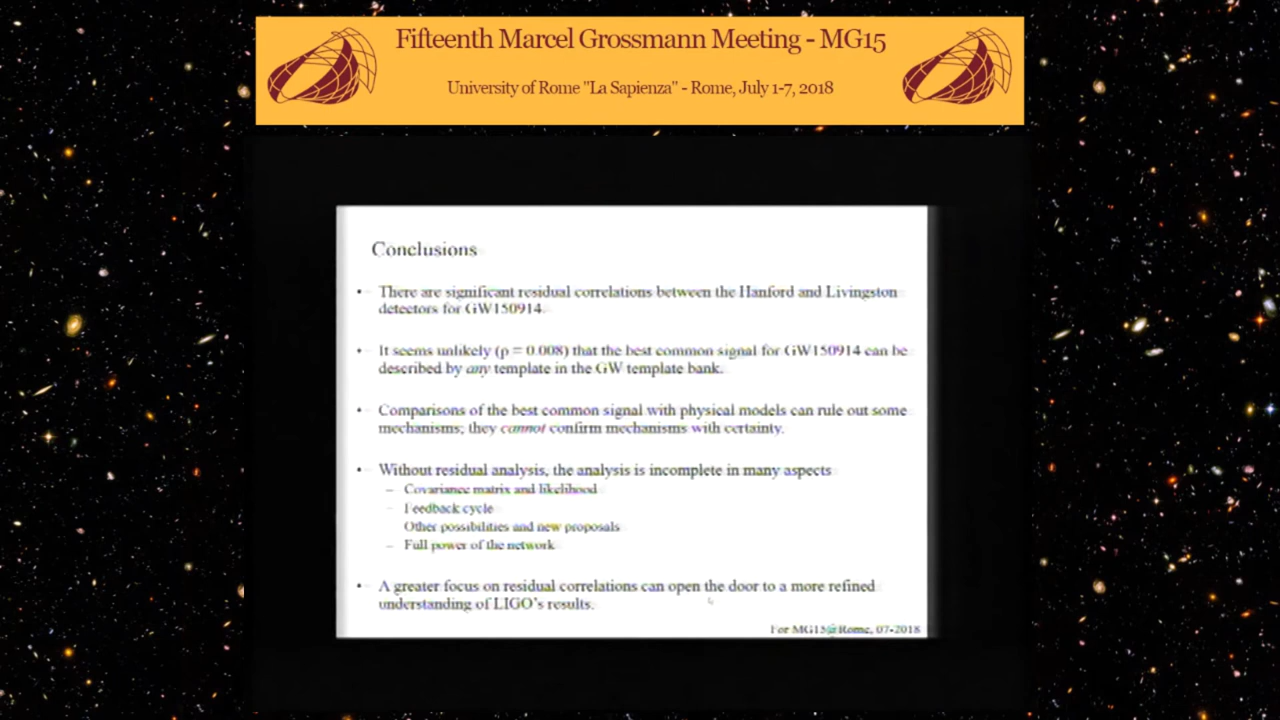 Fifteenth Marcel Grossmann Meeting - MG15
University of Rome "La Sapienza" - Rome, July 1-7, 2018
Conclusions
• There are significant residual correlations between the Hanford and Livingston
detectors for GW150914.
• It seems unlikely (p = 0.008) that the best common signal for GW150914 can be
described by any template in the GW template bank.
• Comparisons of the best common signal with physical models can rule out some
mechanisms; they cannot confirm mechanisms with certainty.
• Without residual analysis, the analysis is incomplete in many aspects
– Covariance matrix and likelihood
– Feedback cycle
Other possibilities and new proposals
– Full power of the network
• A greater focus on residual correlations can open the door to a more refined
understanding of LIGO's results.
For MG15@Rome, 07-2018